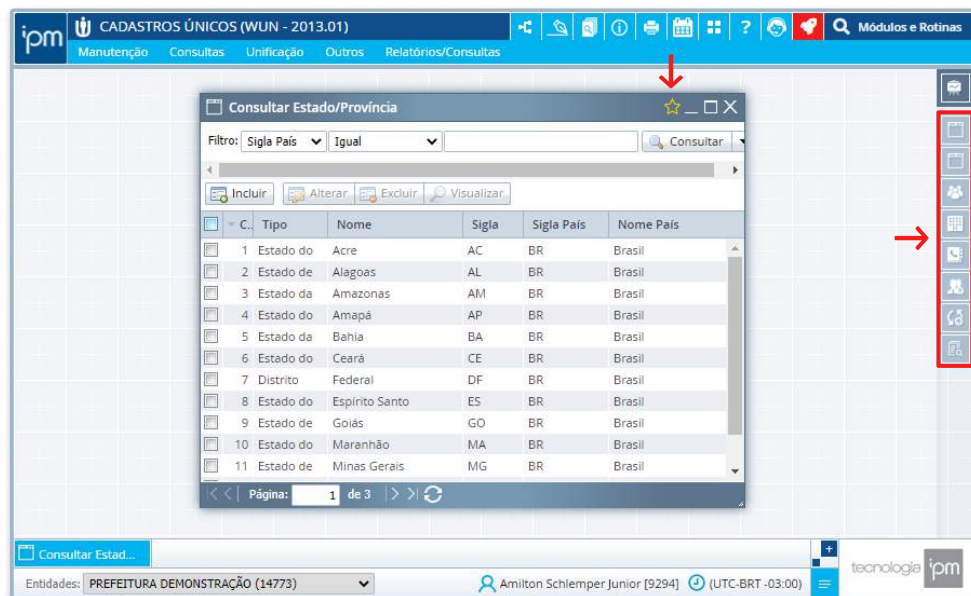 ipm CADASTROS ÚNICOS (WUN - 2013.01) ? Módulos e Rotinas
Manutenção Consultas Unificação Outros Relatórios/Consultas
Consultar Estado/Província
Filtro: Sigla País Igual Consultar
Incluir Alterar Excluir Visualizar
C.. Tipo Nome Sigla Sigla País Nome País
1 Estado do Acre AC BR Brasil
2 Estado de Alagoas AL BR Brasil
3 Estado da Amazonas AM BR Brasil
4 Estado do Amapá AP BR Brasil
5 Estado da Bahia BA BR Brasil
6 Estado do Ceará CE BR Brasil
7 Distrito Federal DF BR Brasil
8 Estado do Espírito Santo ES BR Brasil
9 Estado de Goiás GO BR Brasil
10 Estado do Maranhão MA BR Brasil
11 Estado de Minas Gerais MG BR Brasil
Página: 1 de 3
Consultar Estad...
Entidades: PREFEITURA DEMONSTRAÇÃO (14773) Amilton Schlemper Junior [9294] (UTC-BRT -03:00)
tecnologia ipm